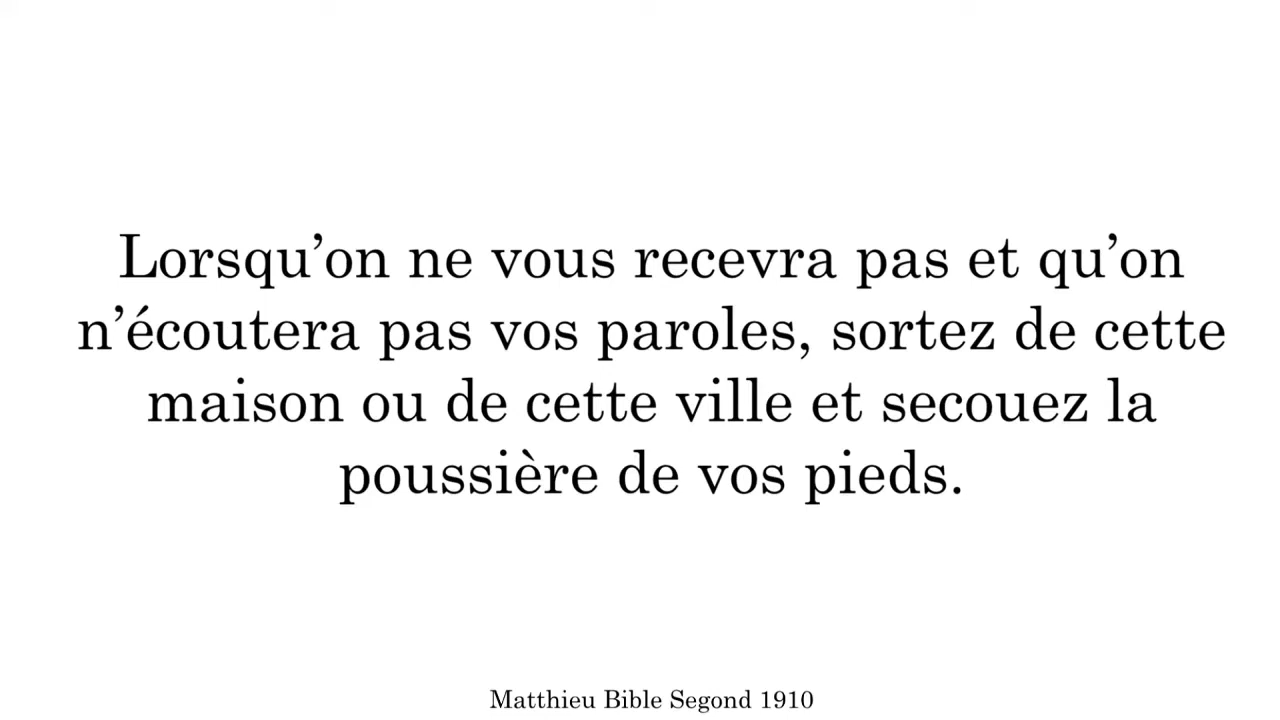 Lorsqu’on ne vous recevra pas et qu’on
n’écoutera pas vos paroles, sortez de cette
maison ou de cette ville et secouez la
poussière de vos pieds.
Matthieu Bible Segond 1910